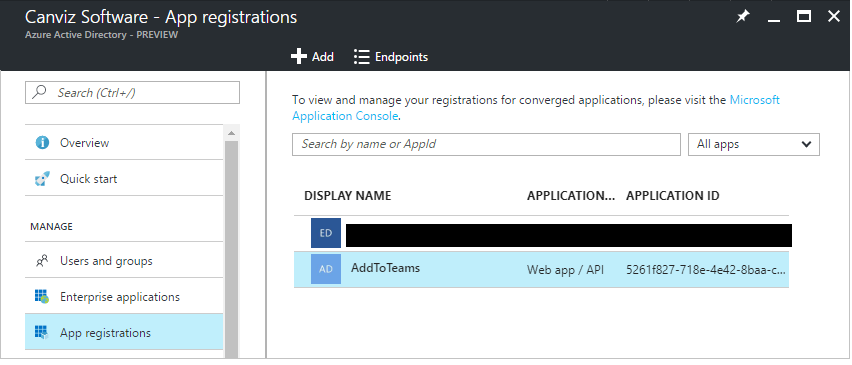 Canviz Software - App registrations
Azure Active Directory - PREVIEW
Add
Endpoints
Search (Ctrl+/)
Overview
Quick start
MANAGE
Users and groups
Enterprise applications
App registrations
To view and manage your registrations for converged applications, please visit the Microsoft
Application Console.
Search by name or AppId
All apps
DISPLAY NAME APPLICATION... APPLICATION ID
ED
AD AddToTeams Web app / API 5261f827-718e-4e42-8baa-c...